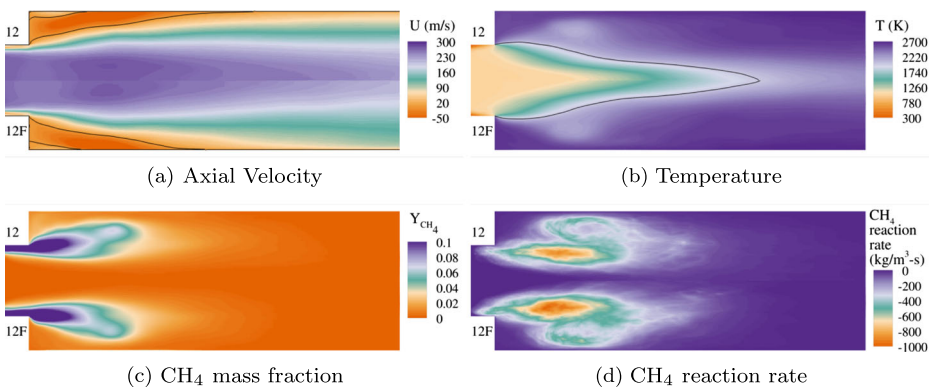 12
12F
U (m/s)
300
230
160
90
20
-50
(a) Axial Velocity
12
12F
T (K)
2700
2220
1740
1260
780
300
(b) Temperature
12
12F
Y_CH₄
0.1
0.08
0.06
0.04
0.02
0
(c) CH₄ mass fraction
12
12F
CH₄
reaction
rate
(kg/m³-s)
0
-200
-400
-600
-800
-1000
(d) CH₄ reaction rate